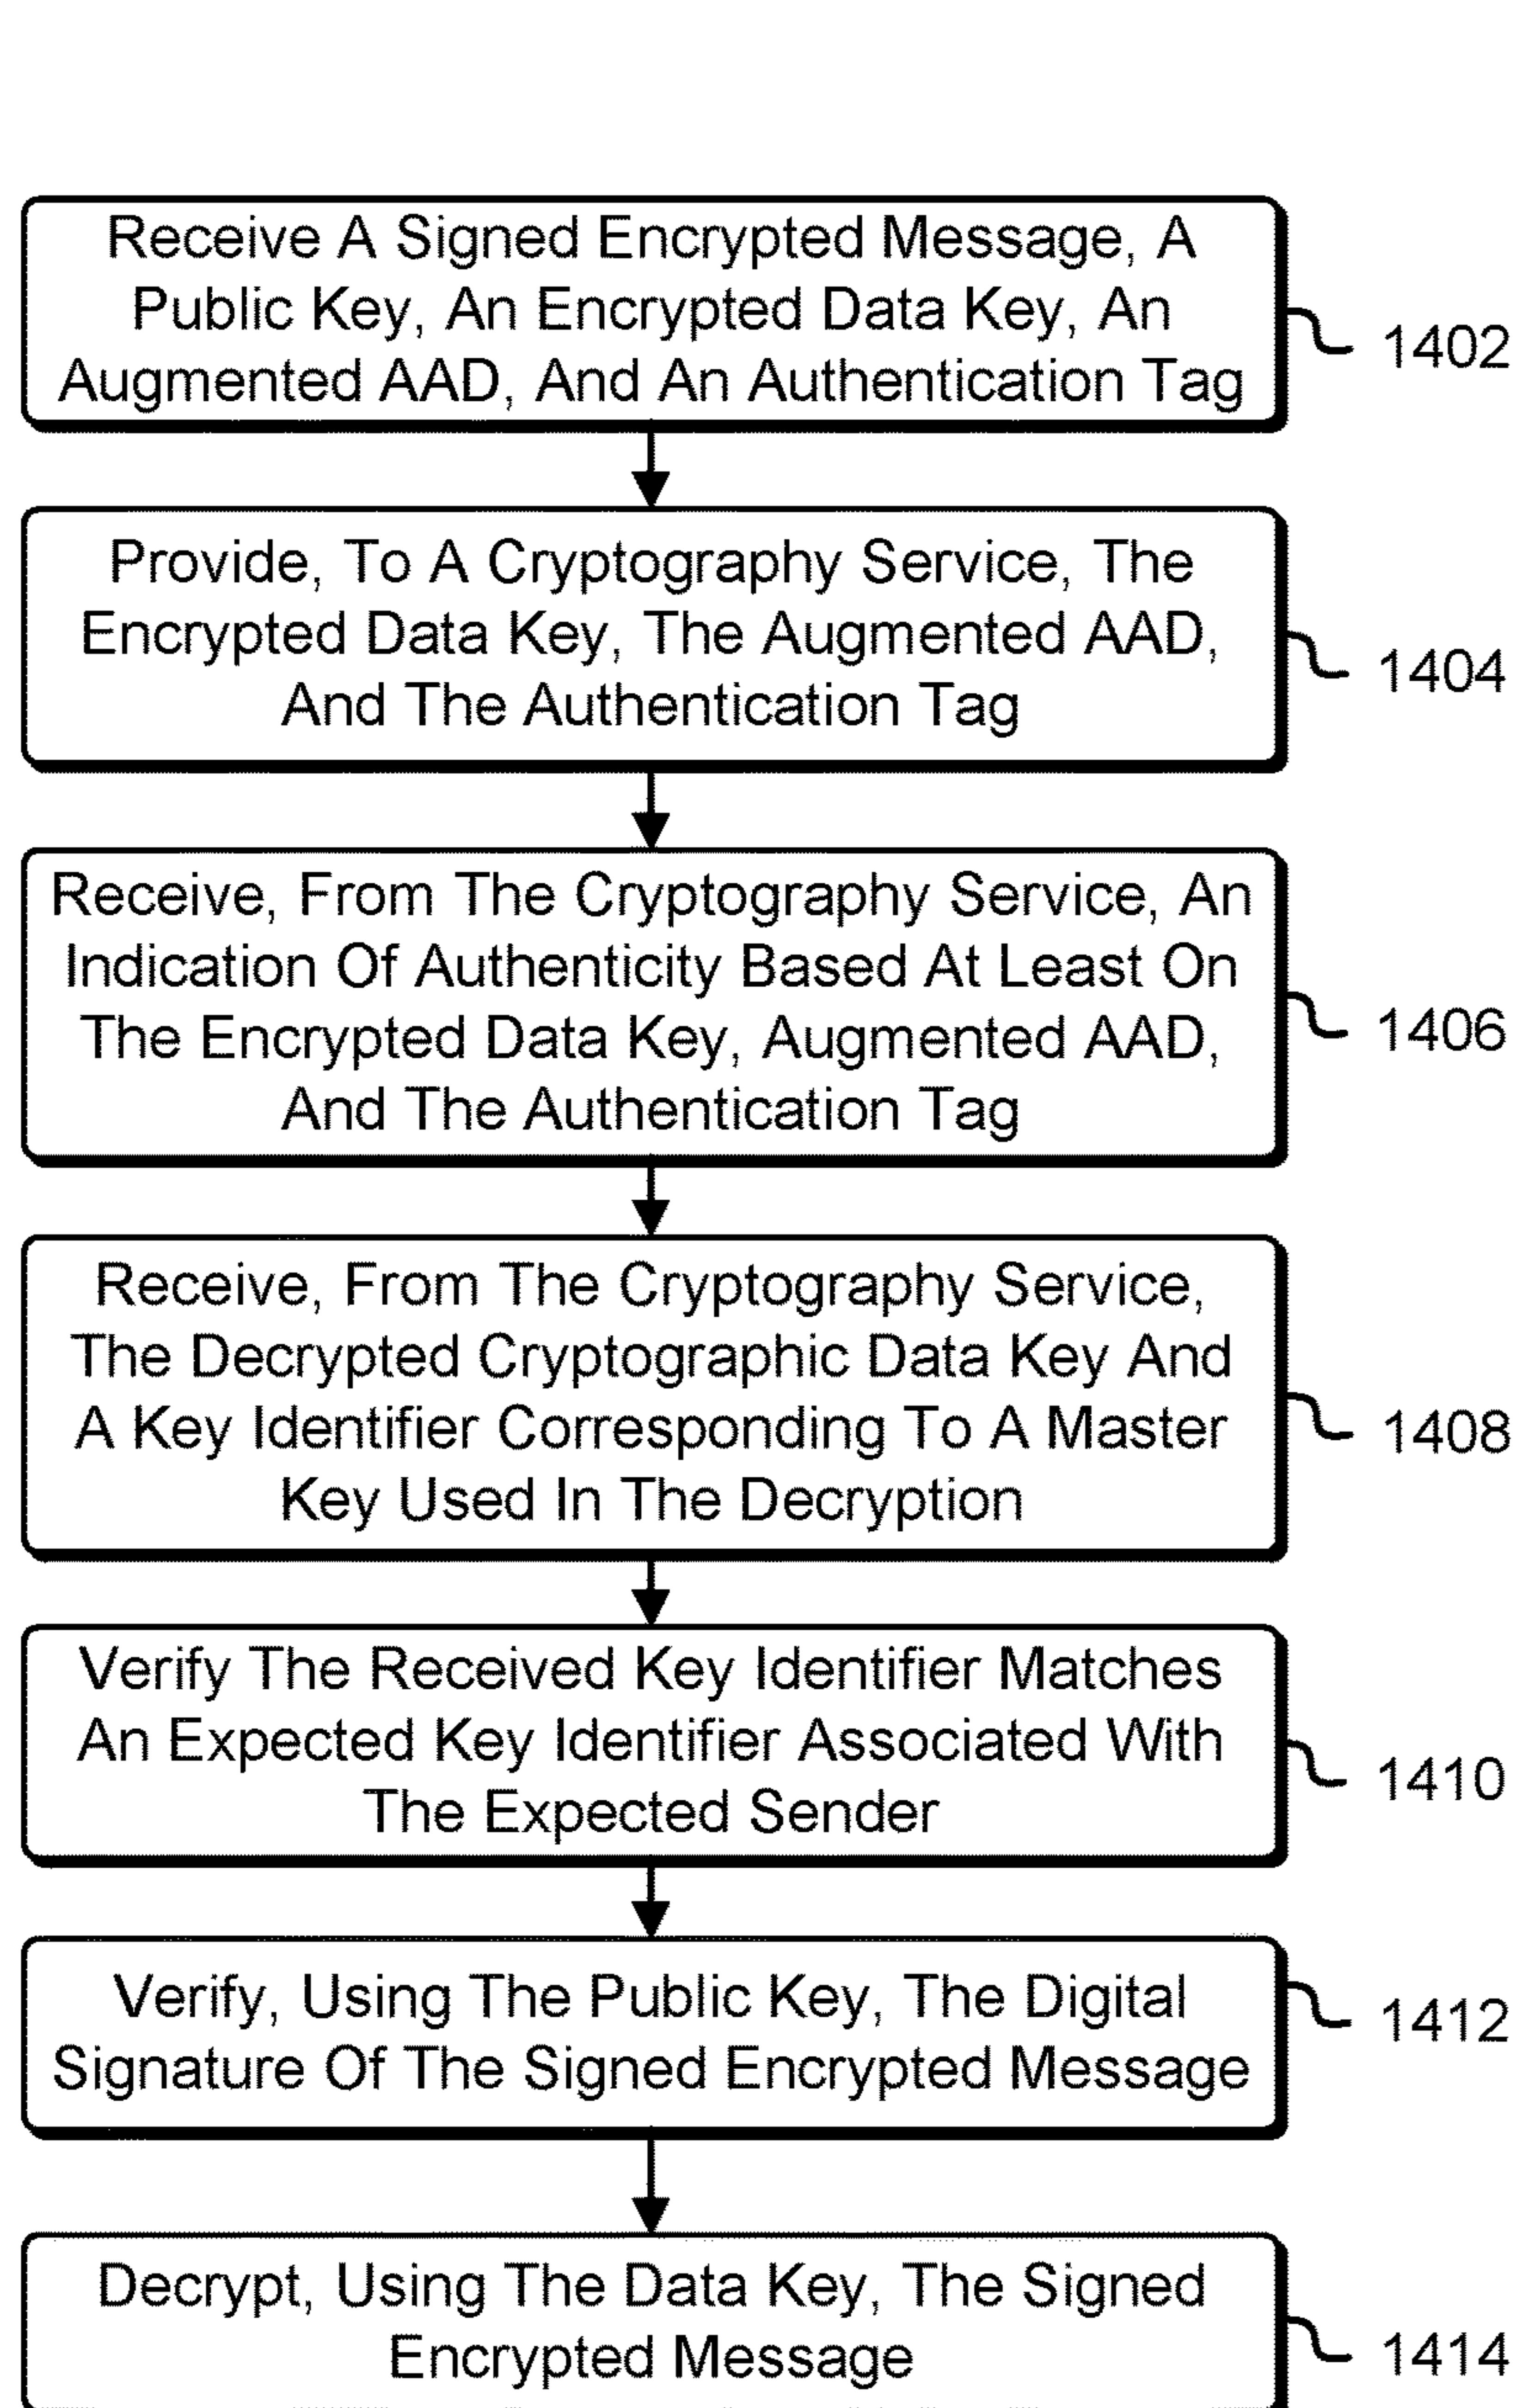 Receive A Signed Encrypted Message, A
Public Key, An Encrypted Data Key, An
Augmented AAD, And An Authentication Tag
1402
Provide, To A Cryptography Service, The
Encrypted Data Key, The Augmented AAD,
And The Authentication Tag
1404
Receive, From The Cryptography Service, An
Indication Of Authenticity Based At Least On
The Encrypted Data Key, Augmented AAD,
And The Authentication Tag
1406
Receive, From The Cryptography Service,
The Decrypted Cryptographic Data Key And
A Key Identifier Corresponding To A Master
Key Used In The Decryption
1408
Verify The Received Key Identifier Matches
An Expected Key Identifier Associated With
The Expected Sender
1410
Verify, Using The Public Key, The Digital
Signature Of The Signed Encrypted Message
1412
Decrypt, Using The Data Key, The Signed
Encrypted Message
1414